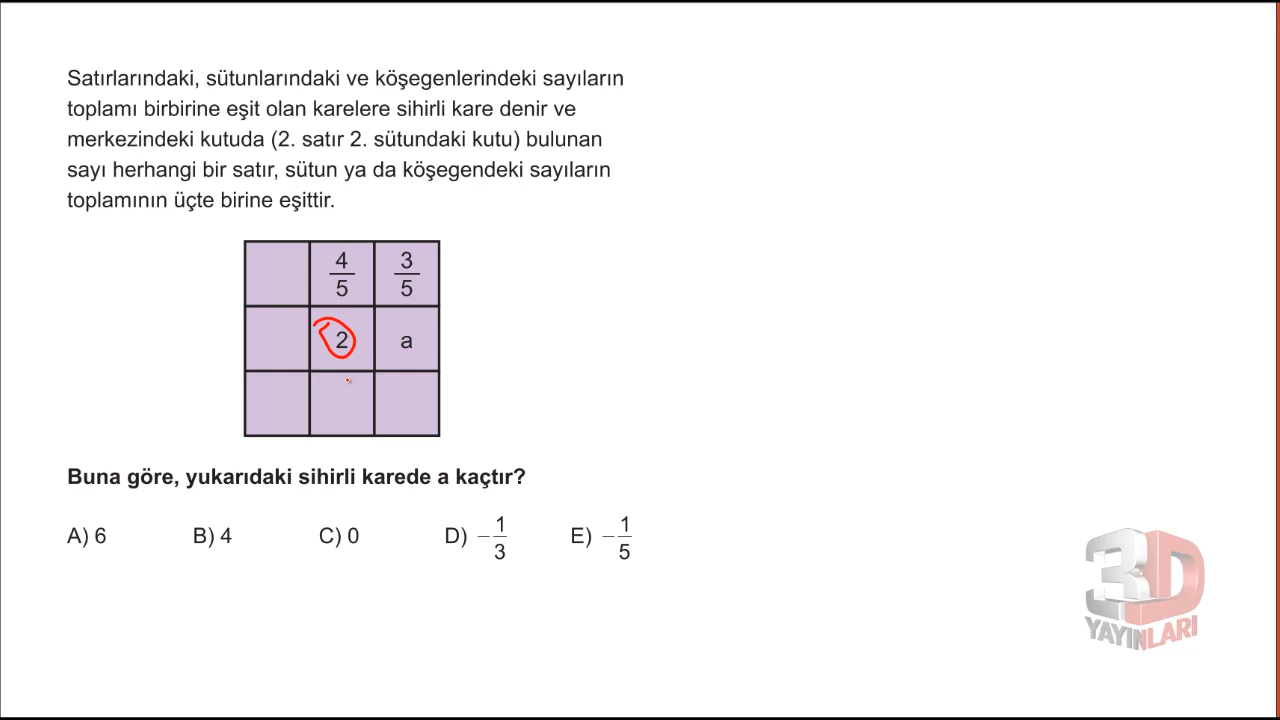 Satırlarındaki, sütunlarındaki ve köşegenlerindeki sayıların
toplamı birbirine eşit olan karelere sihirli kare denir ve
merkezindeki kutuda (2. satır 2. sütundaki kutu) bulunan
sayı herhangi bir satır, sütun ya da köşegendeki sayıların
toplamının üçte birine eşittir.
4/5 3/5
2 a
Buna göre, yukarıdaki sihirli karede a kaçtır?
A) 6 B) 4 C) 0 D) −1/3 E) −1/5
3D
YAYINLARI